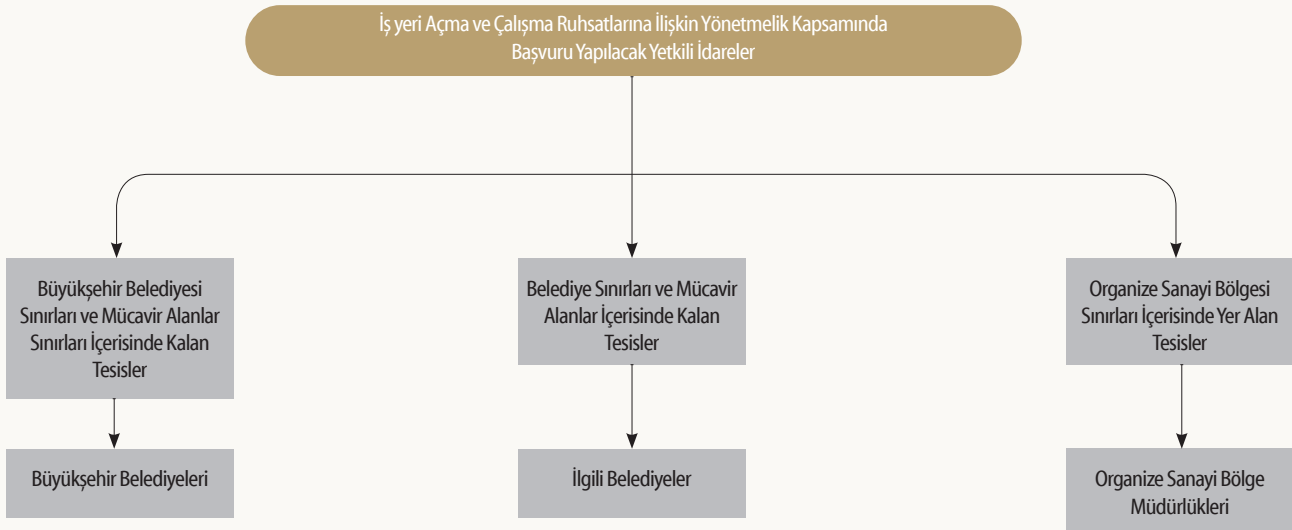 İş yeri Açma ve Çalışma Ruhsatlarına İlişkin Yönetmelik Kapsamında
Başvuru Yapılacak Yetkili İdareler
Büyükşehir Belediyesi
Sınırları ve Mücavir Alanlar
Sınırları İçerisinde Kalan
Tesisler
Belediye Sınırları ve Mücavir
Alanlar İçerisinde Kalan
Tesisler
Organize Sanayi Bölgesi
Sınırları İçerisinde Yer Alan
Tesisler
Büyükşehir Belediyeleri
İlgili Belediyeler
Organize Sanayi Bölge
Müdürlükleri